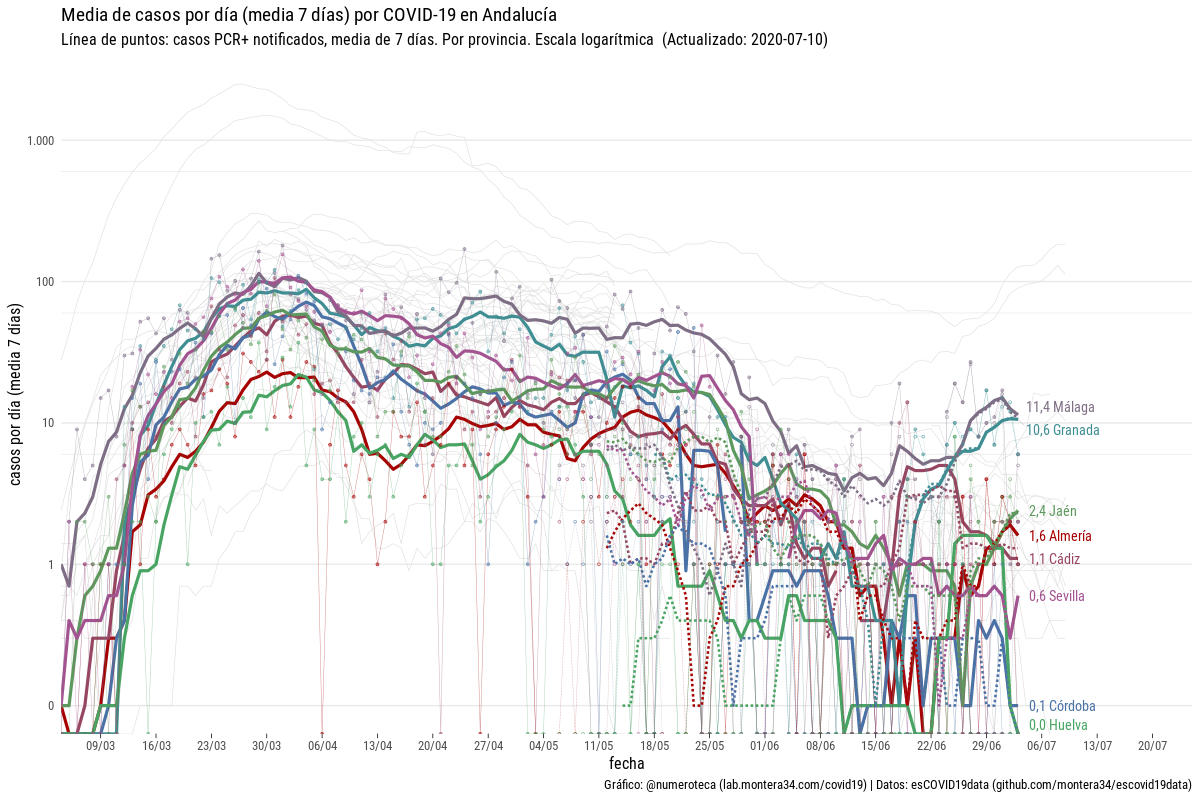 Media de casos por día (media 7 días) por COVID-19 en Andalucía
Línea de puntos: casos PCR+ notificados, media de 7 días. Por provincia. Escala logarítmica  (Actualizado: 2020-07-10)
casos por día (media 7 días)
1.000
100
10
1
0
11,4 Málaga
10,6 Granada
2,4 Jaén
1,6 Almería
1,1 Cádiz
0,6 Sevilla
0,1 Córdoba
0,0 Huelva
09/03 16/03 23/03 30/03 06/04 13/04 20/04 27/04 04/05 11/05 18/05 25/05 01/06 08/06 15/06 22/06 29/06 06/07 13/07 20/07
fecha
Gráfico: @numeroteca (lab.montera34.com/covid19) | Datos: esCOVID19data (github.com/montera34/escovid19data)